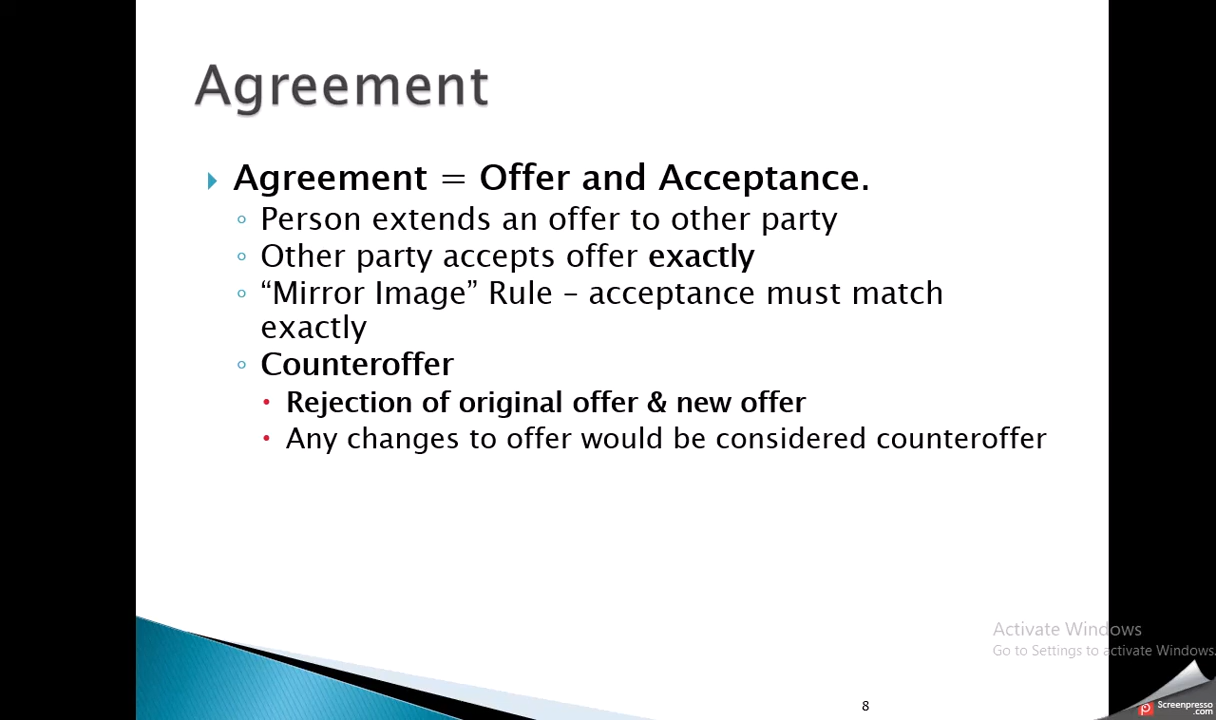 Agreement
Agreement = Offer and Acceptance.
Person extends an offer to other party
Other party accepts offer exactly
“Mirror Image” Rule – acceptance must match
exactly
Counteroffer
Rejection of original offer & new offer
Any changes to offer would be considered counteroffer
Activate Windows
Go to Settings to activate Windows.
8
Screenpresso
.com